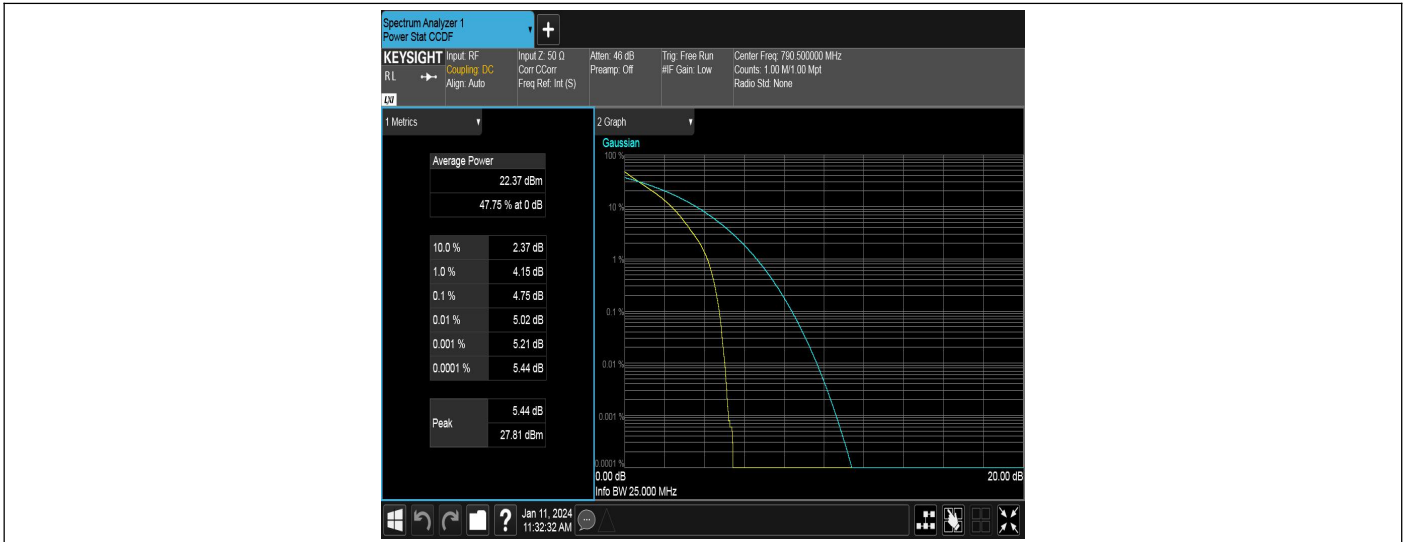 Spectrum Analyzer 1
Power Stat CCDF
+
KEYSIGHT
RL
LXI
Input: RF
Coupling: DC
Align: Auto
Input Z: 50 Ω
Corr CCorr
Freq Ref: Int (S)
Atten: 46 dB
Preamp: Off
Trig: Free Run
#IF Gain: Low
Center Freq: 790.500000 MHz
Counts: 1.00 M/1.00 Mpt
Radio Std: None
1 Metrics
Average Power
22.37 dBm
47.75 % at 0 dB
10.0 % 2.37 dB
1.0 % 4.15 dB
0.1 % 4.75 dB
0.01 % 5.02 dB
0.001 % 5.21 dB
0.0001 % 5.44 dB
Peak
5.44 dB
27.81 dBm
2 Graph
Gaussian
100 %
10 %
1 %
0.1 %
0.01 %
0.001 %
0.0001 %
0.00 dB 20.00 dB
Info BW 25.000 MHz
?
Jan 11, 2024
11:32:32 AM